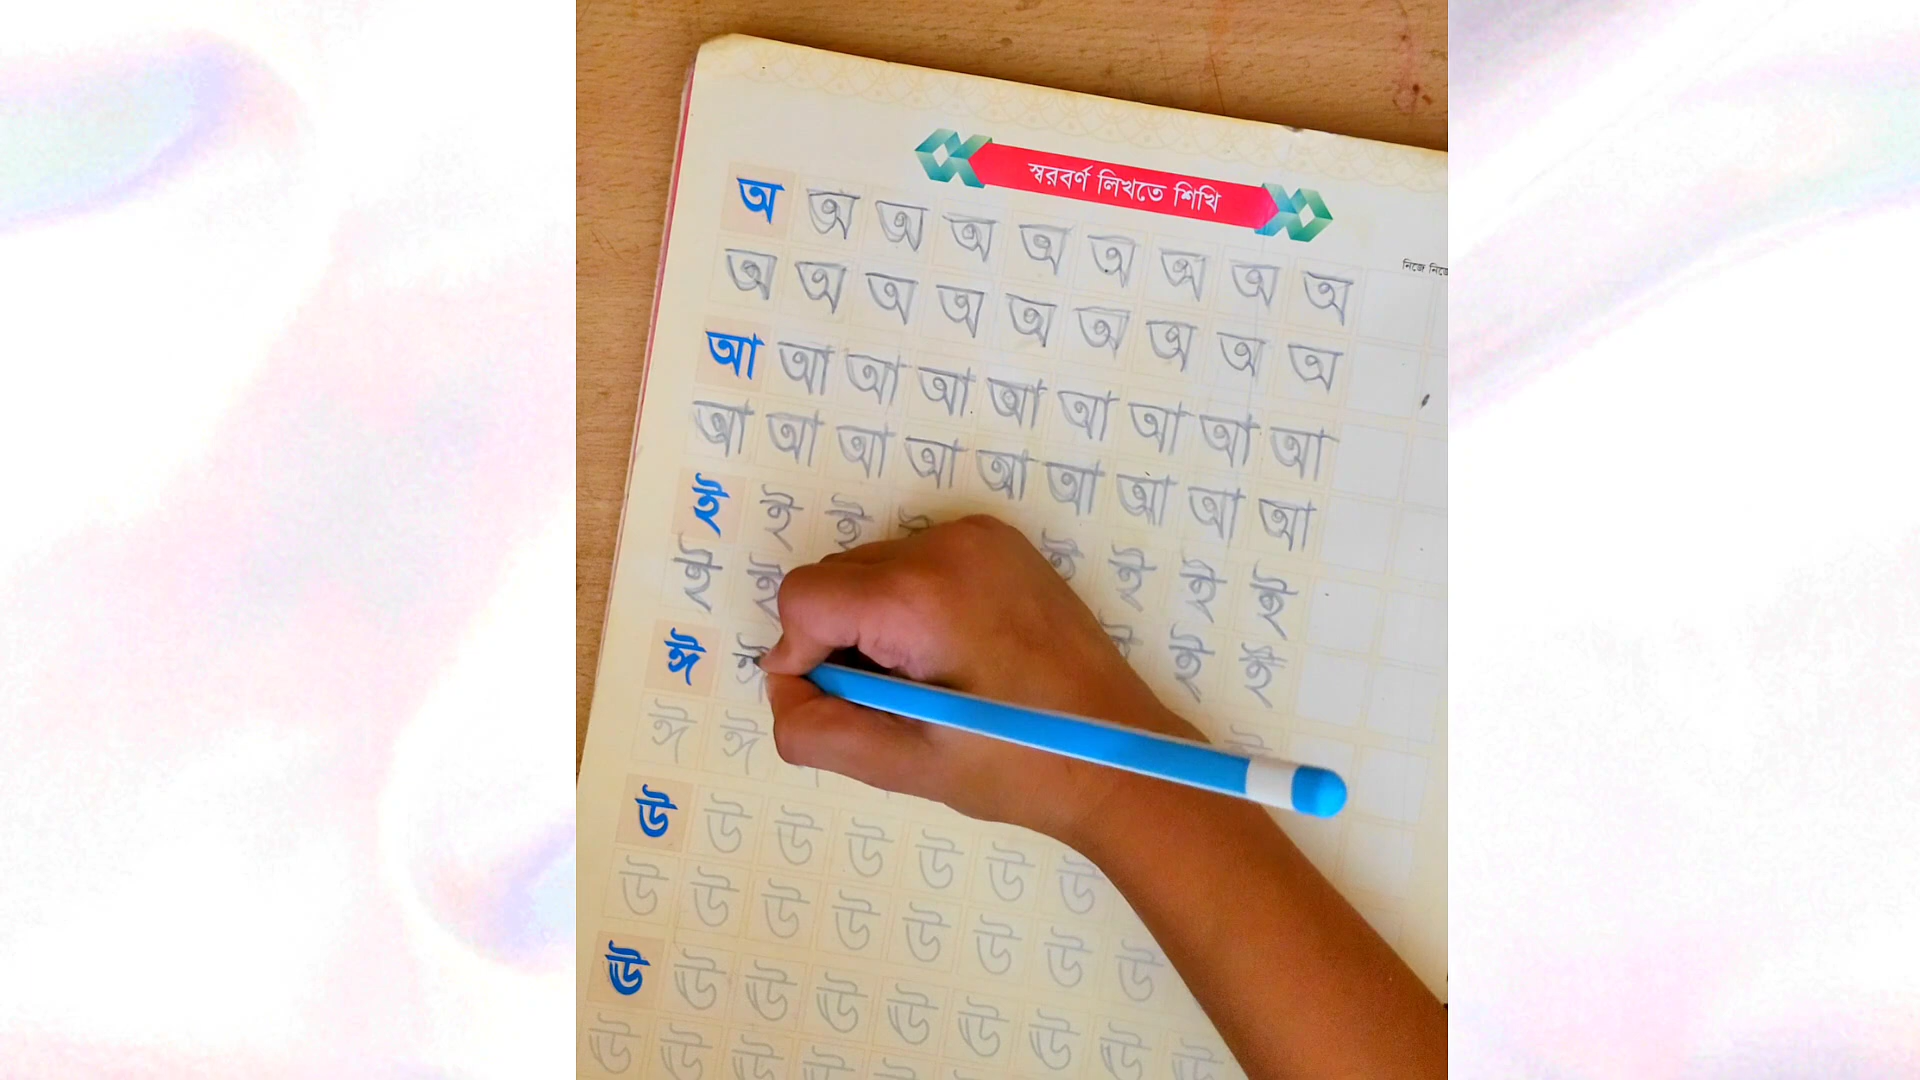 স্বরবর্ণ লিখতে শিখি
নিজে
অ অ অ অ অ অ অ অ অ
অ অ অ অ অ অ অ অ অ
আ আ আ আ আ আ আ আ আ
আ আ আ আ আ আ আ আ আ
ই ই ই ই ই ই ই ই
ই ই ই ই
ঈ ঈ
ঈ ঈ
উ উ উ উ উ উ উ
উ উ উ উ উ উ উ উ
ঊ ঊ ঊ ঊ ঊ ঊ ঊ ঊ ঊ
ঊ ঊ ঊ